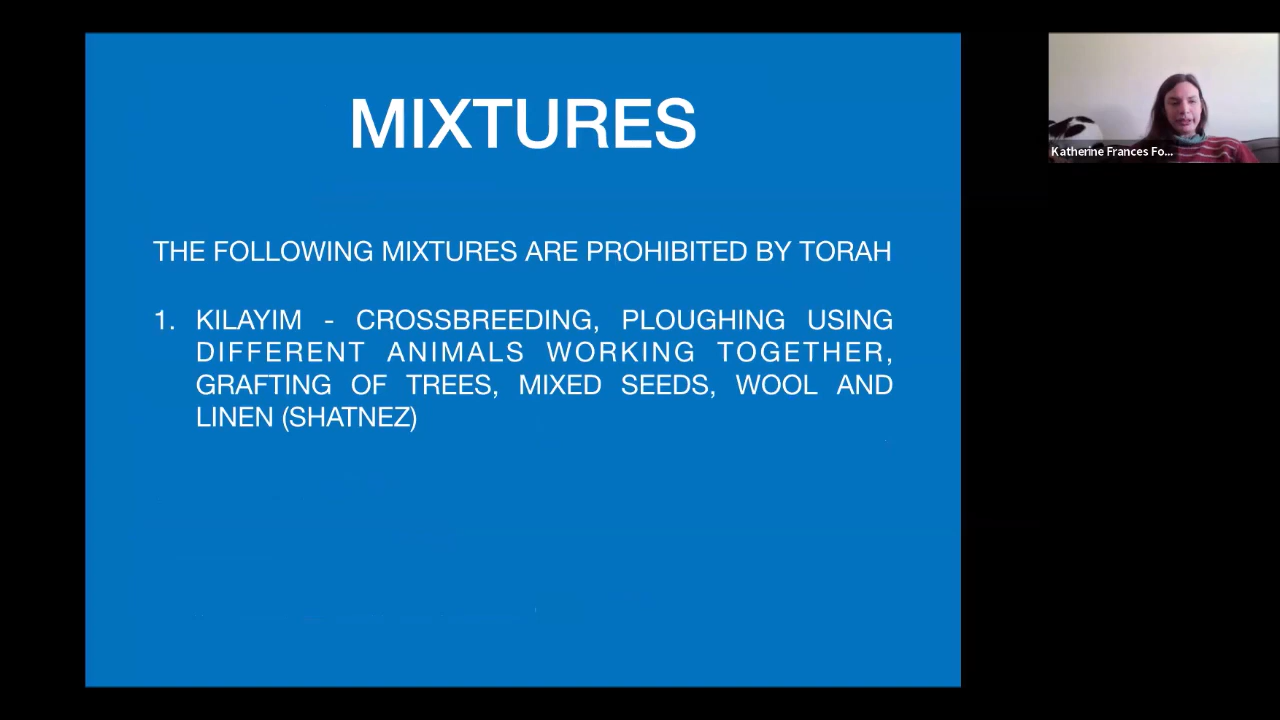 MIXTURES
THE FOLLOWING MIXTURES ARE PROHIBITED BY TORAH
1. KILAYIM - CROSSBREEDING, PLOUGHING USING
DIFFERENT ANIMALS WORKING TOGETHER,
GRAFTING OF TREES, MIXED SEEDS, WOOL AND
LINEN (SHATNEZ)
Katherine Frances Fo...